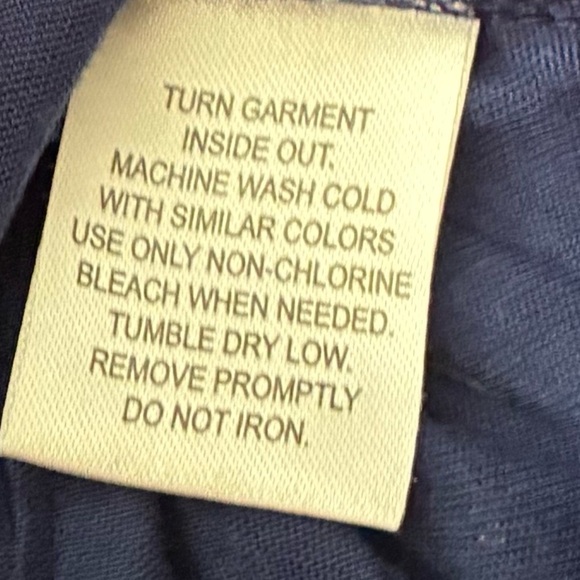 TURN GARMENT
INSIDE OUT.
MACHINE WASH COLD
WITH SIMILAR COLORS
USE ONLY NON-CHLORINE
BLEACH WHEN NEEDED.
TUMBLE DRY LOW.
REMOVE PROMPTLY
DO NOT IRON.